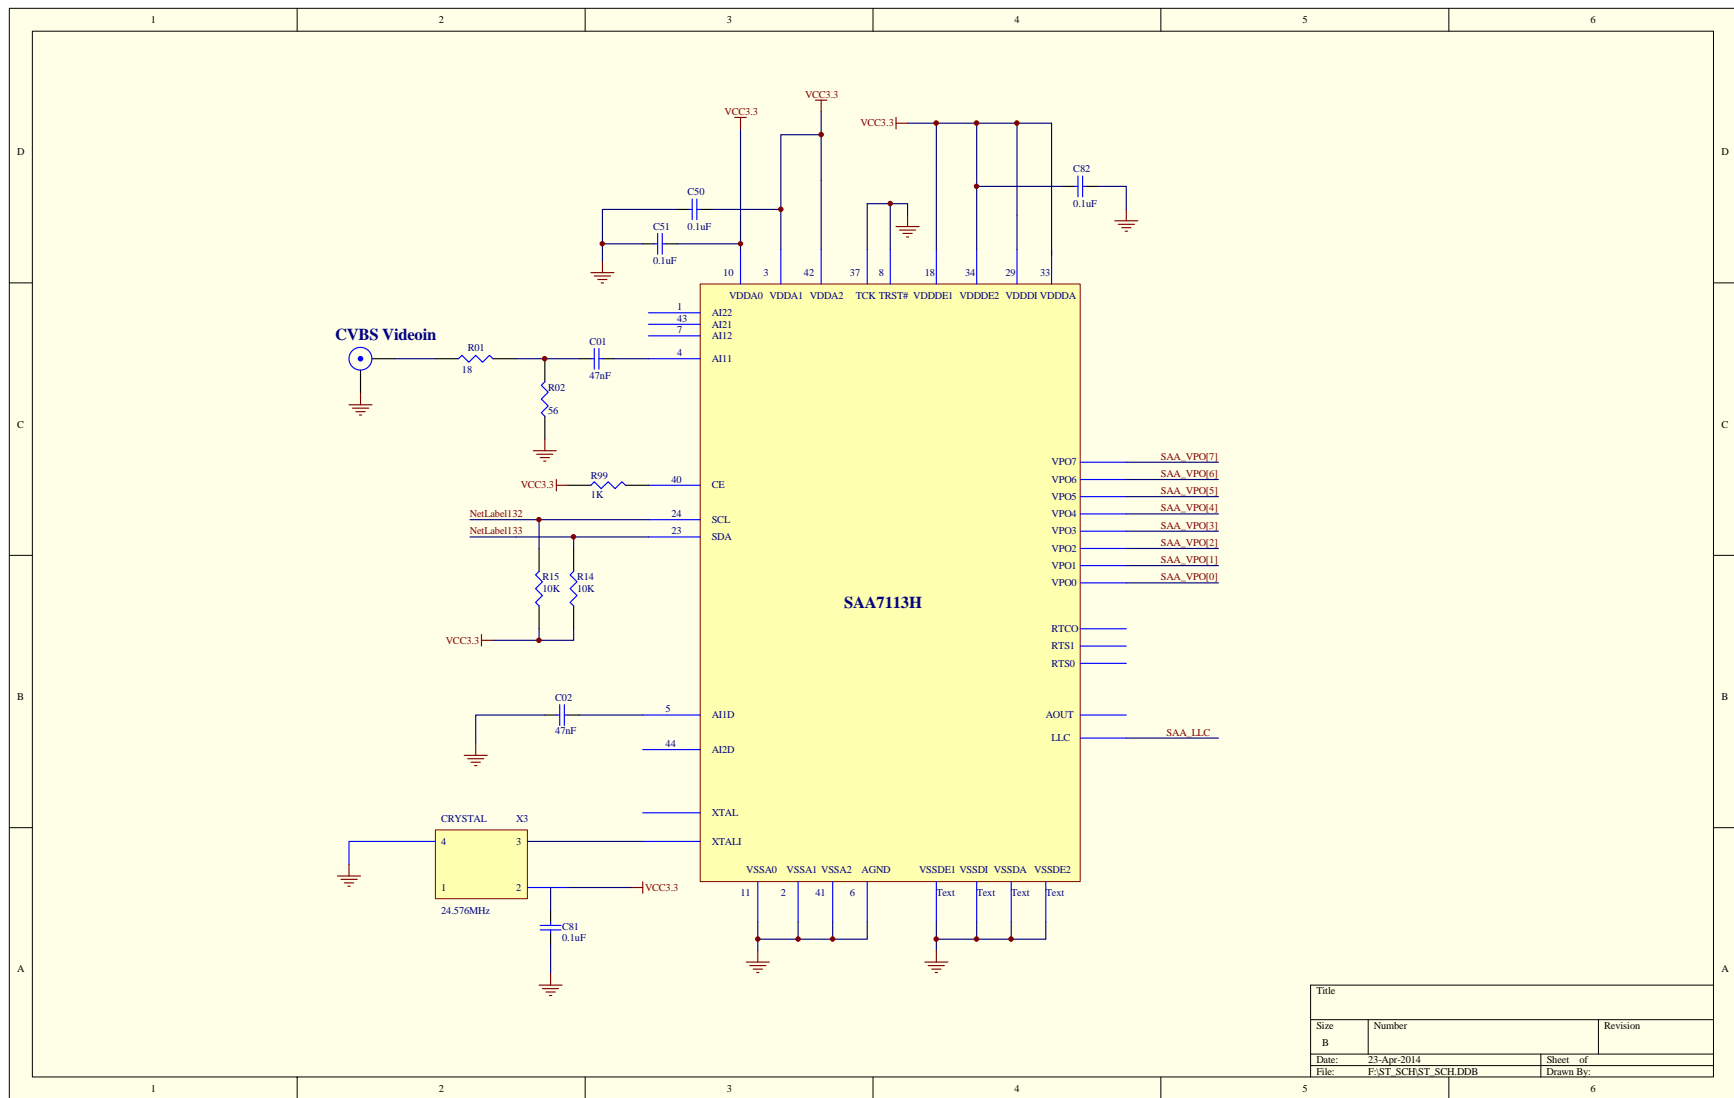 1 2 3 4 5 6
VCC3.3
VCC3.3
VCC3.3
D D
C82
0.1uF
C50
0.1uF
C51
0.1uF
10 3 42 37 8 18 34 29 33
VDDA0 VDDA1 VDDA2 TCK TRST# VDDDE1 VDDDE2 VDDDI VDDDA
1 AI22
43 AI21
7 AI12
CVBS Videoin
R01
18
C01
47nF
4 AI11
R02
56
C C
VCC3.3
R99
1K
40 CE
NetLabel132 24 SCL
NetLabel133 23 SDA
R15
10K
R14
10K
VCC3.3
VPO7 SAA_VPO[7]
VPO6 SAA_VPO[6]
VPO5 SAA_VPO[5]
VPO4 SAA_VPO[4]
VPO3 SAA_VPO[3]
VPO2 SAA_VPO[2]
VPO1 SAA_VPO[1]
VPO0 SAA_VPO[0]
SAA7113H
RTCO
RTS1
RTS0
B B
C02
47nF
5 AI1D
44 AI2D
AOUT
LLC SAA_LLC
XTAL
XTALI
CRYSTAL X3
4 3
1 2
24.576MHz
VCC3.3
C81
0.1uF
VSSA0 VSSA1 VSSA2 AGND VSSDE1 VSSDI VSSDA VSSDE2
11 2 41 6 Text Text Text Text
A A
Title
Size Number Revision
B
Date: 23-Apr-2014 Sheet of
File: F:\ST_SCH\ST_SCH.DDB Drawn By:
1 2 3 4 5 6